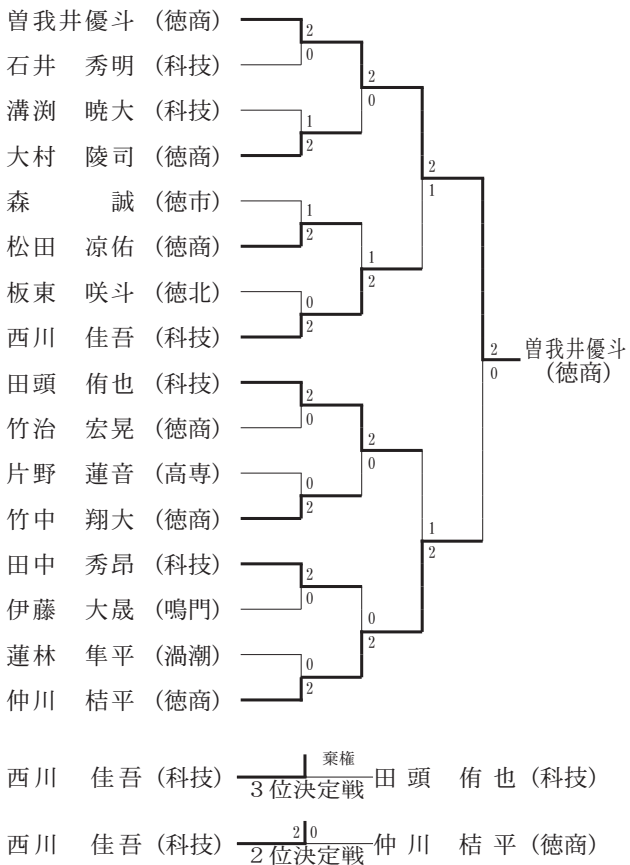 曽我井優斗 (徳商)
2
0
石井 秀明 (科技)
2
0
溝渕 暁大 (科技)
1
2
大村 陵司 (徳商)
2
1
森 誠 (徳市)
1
2
松田 凉佑 (徳商)
1
2
板東 咲斗 (徳北)
0
2
西川 佳吾 (科技)
2
0
曽我井優斗
(徳商)
田頭 侑也 (科技)
2
0
竹治 宏晃 (徳商)
2
0
片野 蓮音 (高専)
0
2
竹中 翔大 (徳商)
1
2
田中 秀昂 (科技)
2
0
伊藤 大晟 (鳴門)
0
2
蓮林 隼平 (渦潮)
0
2
仲川 桔平 (徳商)
西川 佳吾 (科技) 棄権 3位決定戦 田頭 侑也 (科技)
西川 佳吾 (科技) 2 0 2位決定戦 仲川 桔平 (徳商)